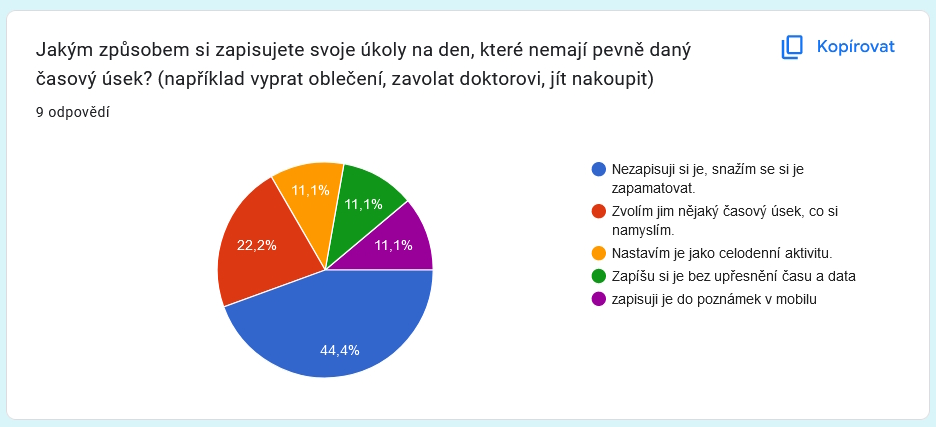 Jakým způsobem si zapisujete svoje úkoly na den, které nemají pevně daný
časový úsek? (například vyprat oblečení, zavolat doktorovi, jít nakoupit)
Kopírovat
9 odpovědí
11,1%
11,1%
22,2%
11,1%
44,4%
Nezapisuji si je, snažím se si je
zapamatovat.
Zvolím jim nějaký časový úsek, co si
namyslím.
Nastavím je jako celodenní aktivitu.
Zapíšu si je bez upřesnění času a data
zapisuji je do poznámek v mobilu